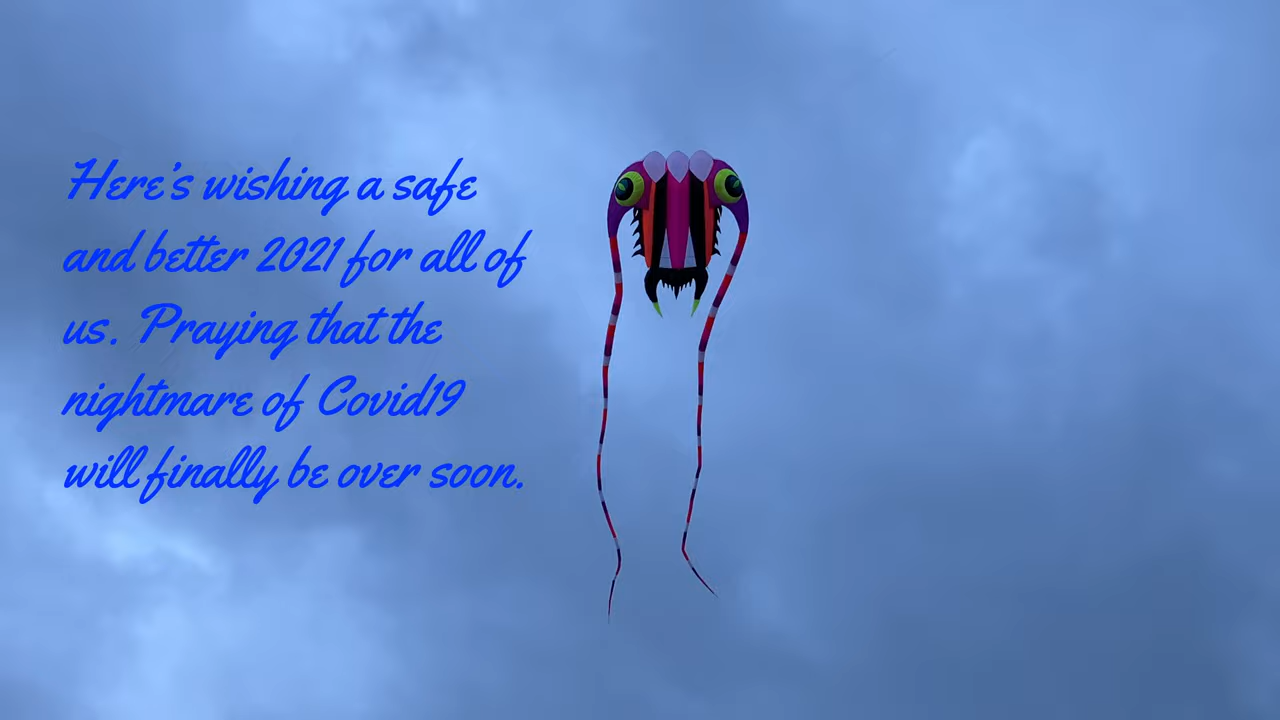 Here's wishing a safe
and better 2021 for all of
us. Praying that the
nightmare of Covid19
will finally be over soon.